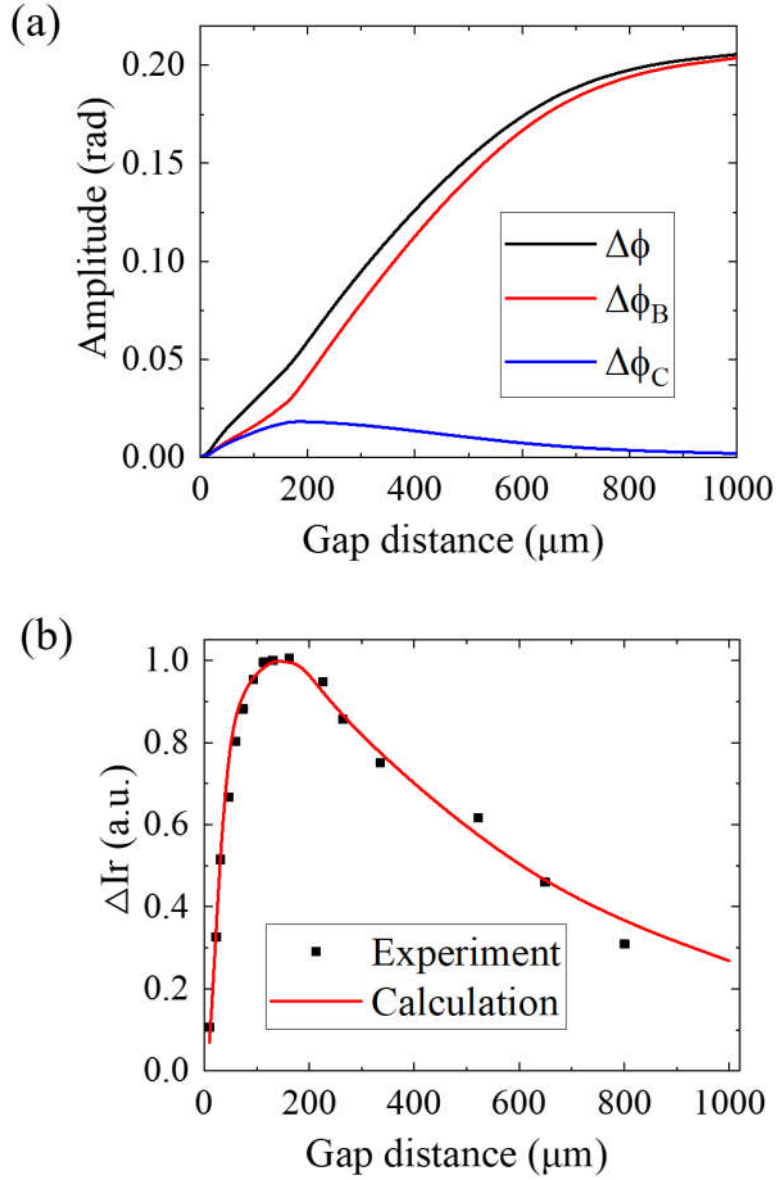 (a)
Amplitude (rad)
0.20
0.15
0.10
0.05
0.00
Δϕ
Δϕ_B
Δϕ_C
0 200 400 600 800 1000
Gap distance (μm)
(b)
ΔIr (a.u.)
1.0
0.8
0.6
0.4
0.2
0.0
Experiment
Calculation
0 200 400 600 800 1000
Gap distance (μm)